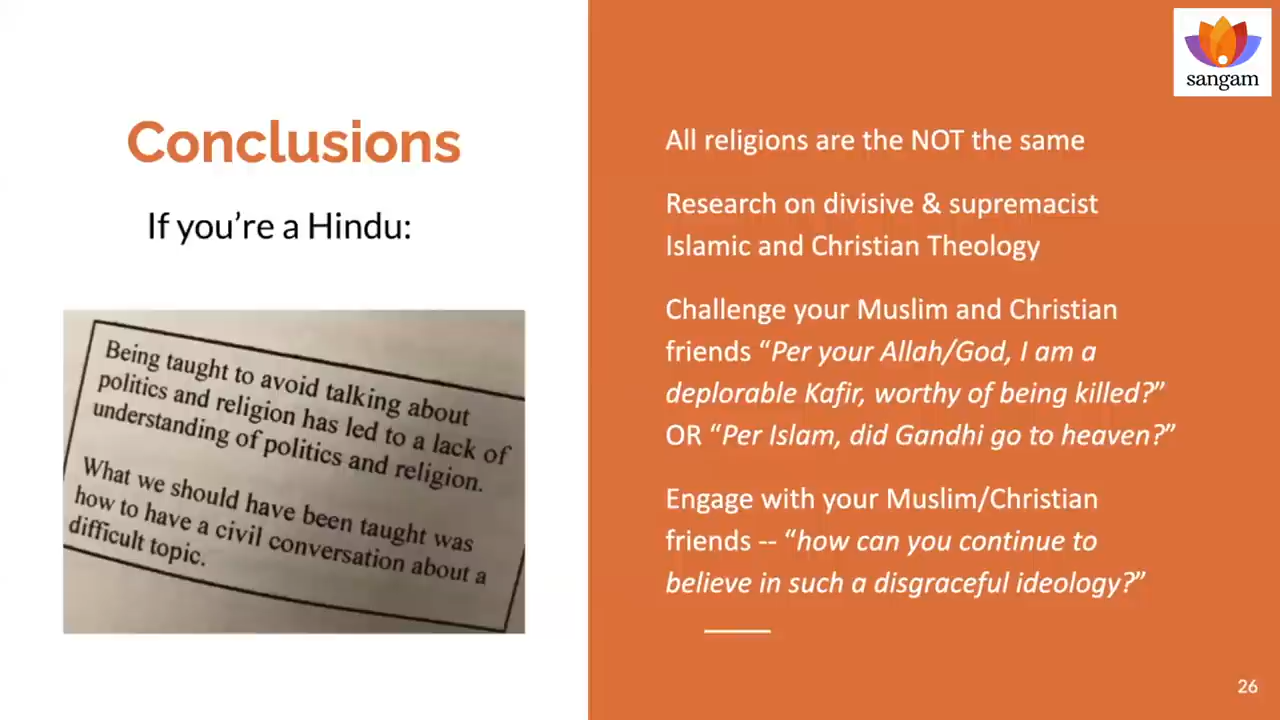 Conclusions
If you're a Hindu:
Being taught to avoid talking about
politics and religion has led to a lack of
understanding of politics and religion.
What we should have been taught was
how to have a civil conversation about a
difficult topic.
sangam
All religions are the NOT the same
Research on divisive & supremacist
Islamic and Christian Theology
Challenge your Muslim and Christian
friends “Per your Allah/God, I am a
deplorable Kafir, worthy of being killed?”
OR “Per Islam, did Gandhi go to heaven?”
Engage with your Muslim/Christian
friends -- “how can you continue to
believe in such a disgraceful ideology?”
26